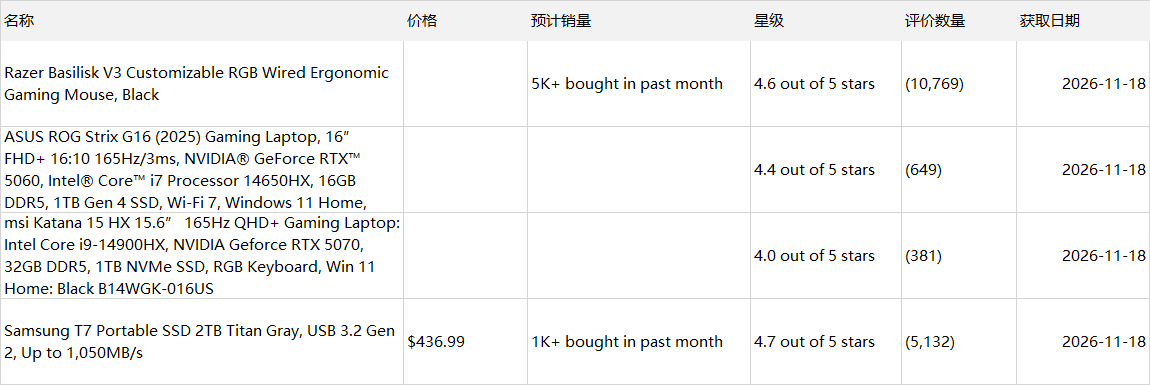 名称 价格 预计销量 星级 评价数量 获取日期
Razer Basilisk V3 Customizable RGB Wired Ergonomic
Gaming Mouse, Black
5K+ bought in past month 4.6 out of 5 stars (10,769) 2026-11-18
ASUS ROG Strix G16 (2025) Gaming Laptop, 16”
FHD+ 16:10 165Hz/3ms, NVIDIA® GeForce RTX™
5060, Intel® Core™ i7 Processor 14650HX, 16GB
DDR5, 1TB Gen 4 SSD, Wi-Fi 7, Windows 11 Home,
4.4 out of 5 stars (649) 2026-11-18
msi Katana 15 HX 15.6” 165Hz QHD+ Gaming Laptop:
Intel Core i9-14900HX, NVIDIA Geforce RTX 5070,
32GB DDR5, 1TB NVMe SSD, RGB Keyboard, Win 11
Home: Black B14WGK-016US
4.0 out of 5 stars (381) 2026-11-18
Samsung T7 Portable SSD 2TB Titan Gray, USB 3.2 Gen
2, Up to 1,050MB/s
$436.99 1K+ bought in past month 4.7 out of 5 stars (5,132) 2026-11-18